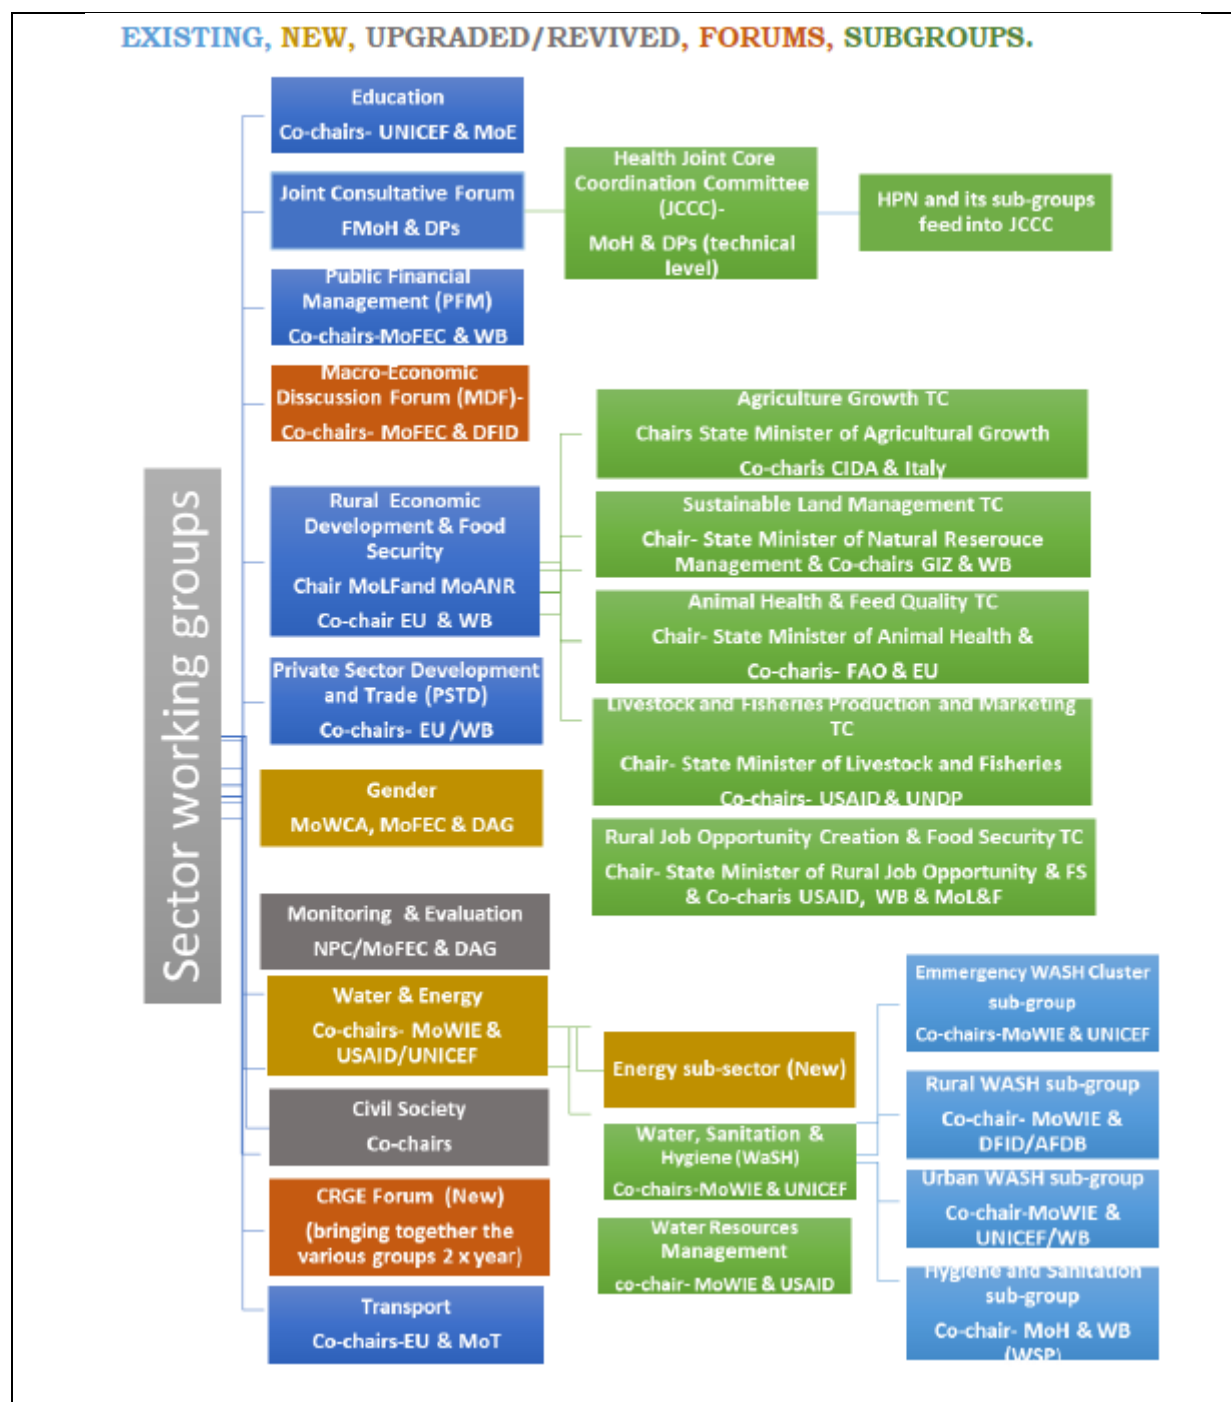 EXISTING, NEW, UPGRADED/REVIVED, FORUMS, SUBGROUPS.
Sector working groups
Education
Co-chairs- UNICEF & MoE
Joint Consultative Forum
FMoH & DPs
Health Joint Core
Coordination Committee
(JCCC)-
MoH & DPs (technical
level)
HPN and its sub-groups
feed into JCCC
Public Financial
Management (PFM)
Co-chairs-MoFEC & WB
Macro-Economic
Disscussion Forum (MDF)-
Co-chairs- MoFEC & DFID
Rural Economic
Development & Food
Security
Chair MoLFand MoANR
Co-chair EU & WB
Agriculture Growth TC
Chairs State Minister of Agricultural Growth
Co-charis CIDA & Italy
Sustainable Land Management TC
Chair- State Minister of Natural Reserouce
Management & Co-chairs GIZ & WB
Animal Health & Feed Quality TC
Chair- State Minister of Animal Health &
Co-charis- FAO & EU
Livestock and Fisheries Production and Marketing
TC
Chair- State Minister of Livestock and Fisheries
Co-chairs- USAID & UNDP
Rural Job Opportunity Creation & Food Security TC
Chair- State Minister of Rural Job Opportunity & FS
& Co-charis USAID, WB & MoL&F
Private Sector Development
and Trade (PSTD)
Co-chairs- EU /WB
Gender
MoWCA, MoFEC & DAG
Monitoring & Evaluation
NPC/MoFEC & DAG
Water & Energy
Co-chairs- MoWIE &
USAID/UNICEF
Energy sub-sector (New)
Water, Sanitation &
Hygiene (WaSH)
Co-chairs-MoWIE & UNICEF
Water Resources
Management
co-chair- MoWIE & USAID
Emmergency WASH Cluster
sub-group
Co-chairs-MoWIE & UNICEF
Rural WASH sub-group
Co-chair- MoWIE &
DFID/AFDB
Urban WASH sub-group
Co-chair-MoWIE &
UNICEF/WB
Hygiene and Sanitation
sub-group
Co-chair- MoH & WB
(WSP)
Civil Society
Co-chairs
CRGE Forum (New)
(bringing together the
various groups 2 x year)
Transport
Co-chairs-EU & MoT